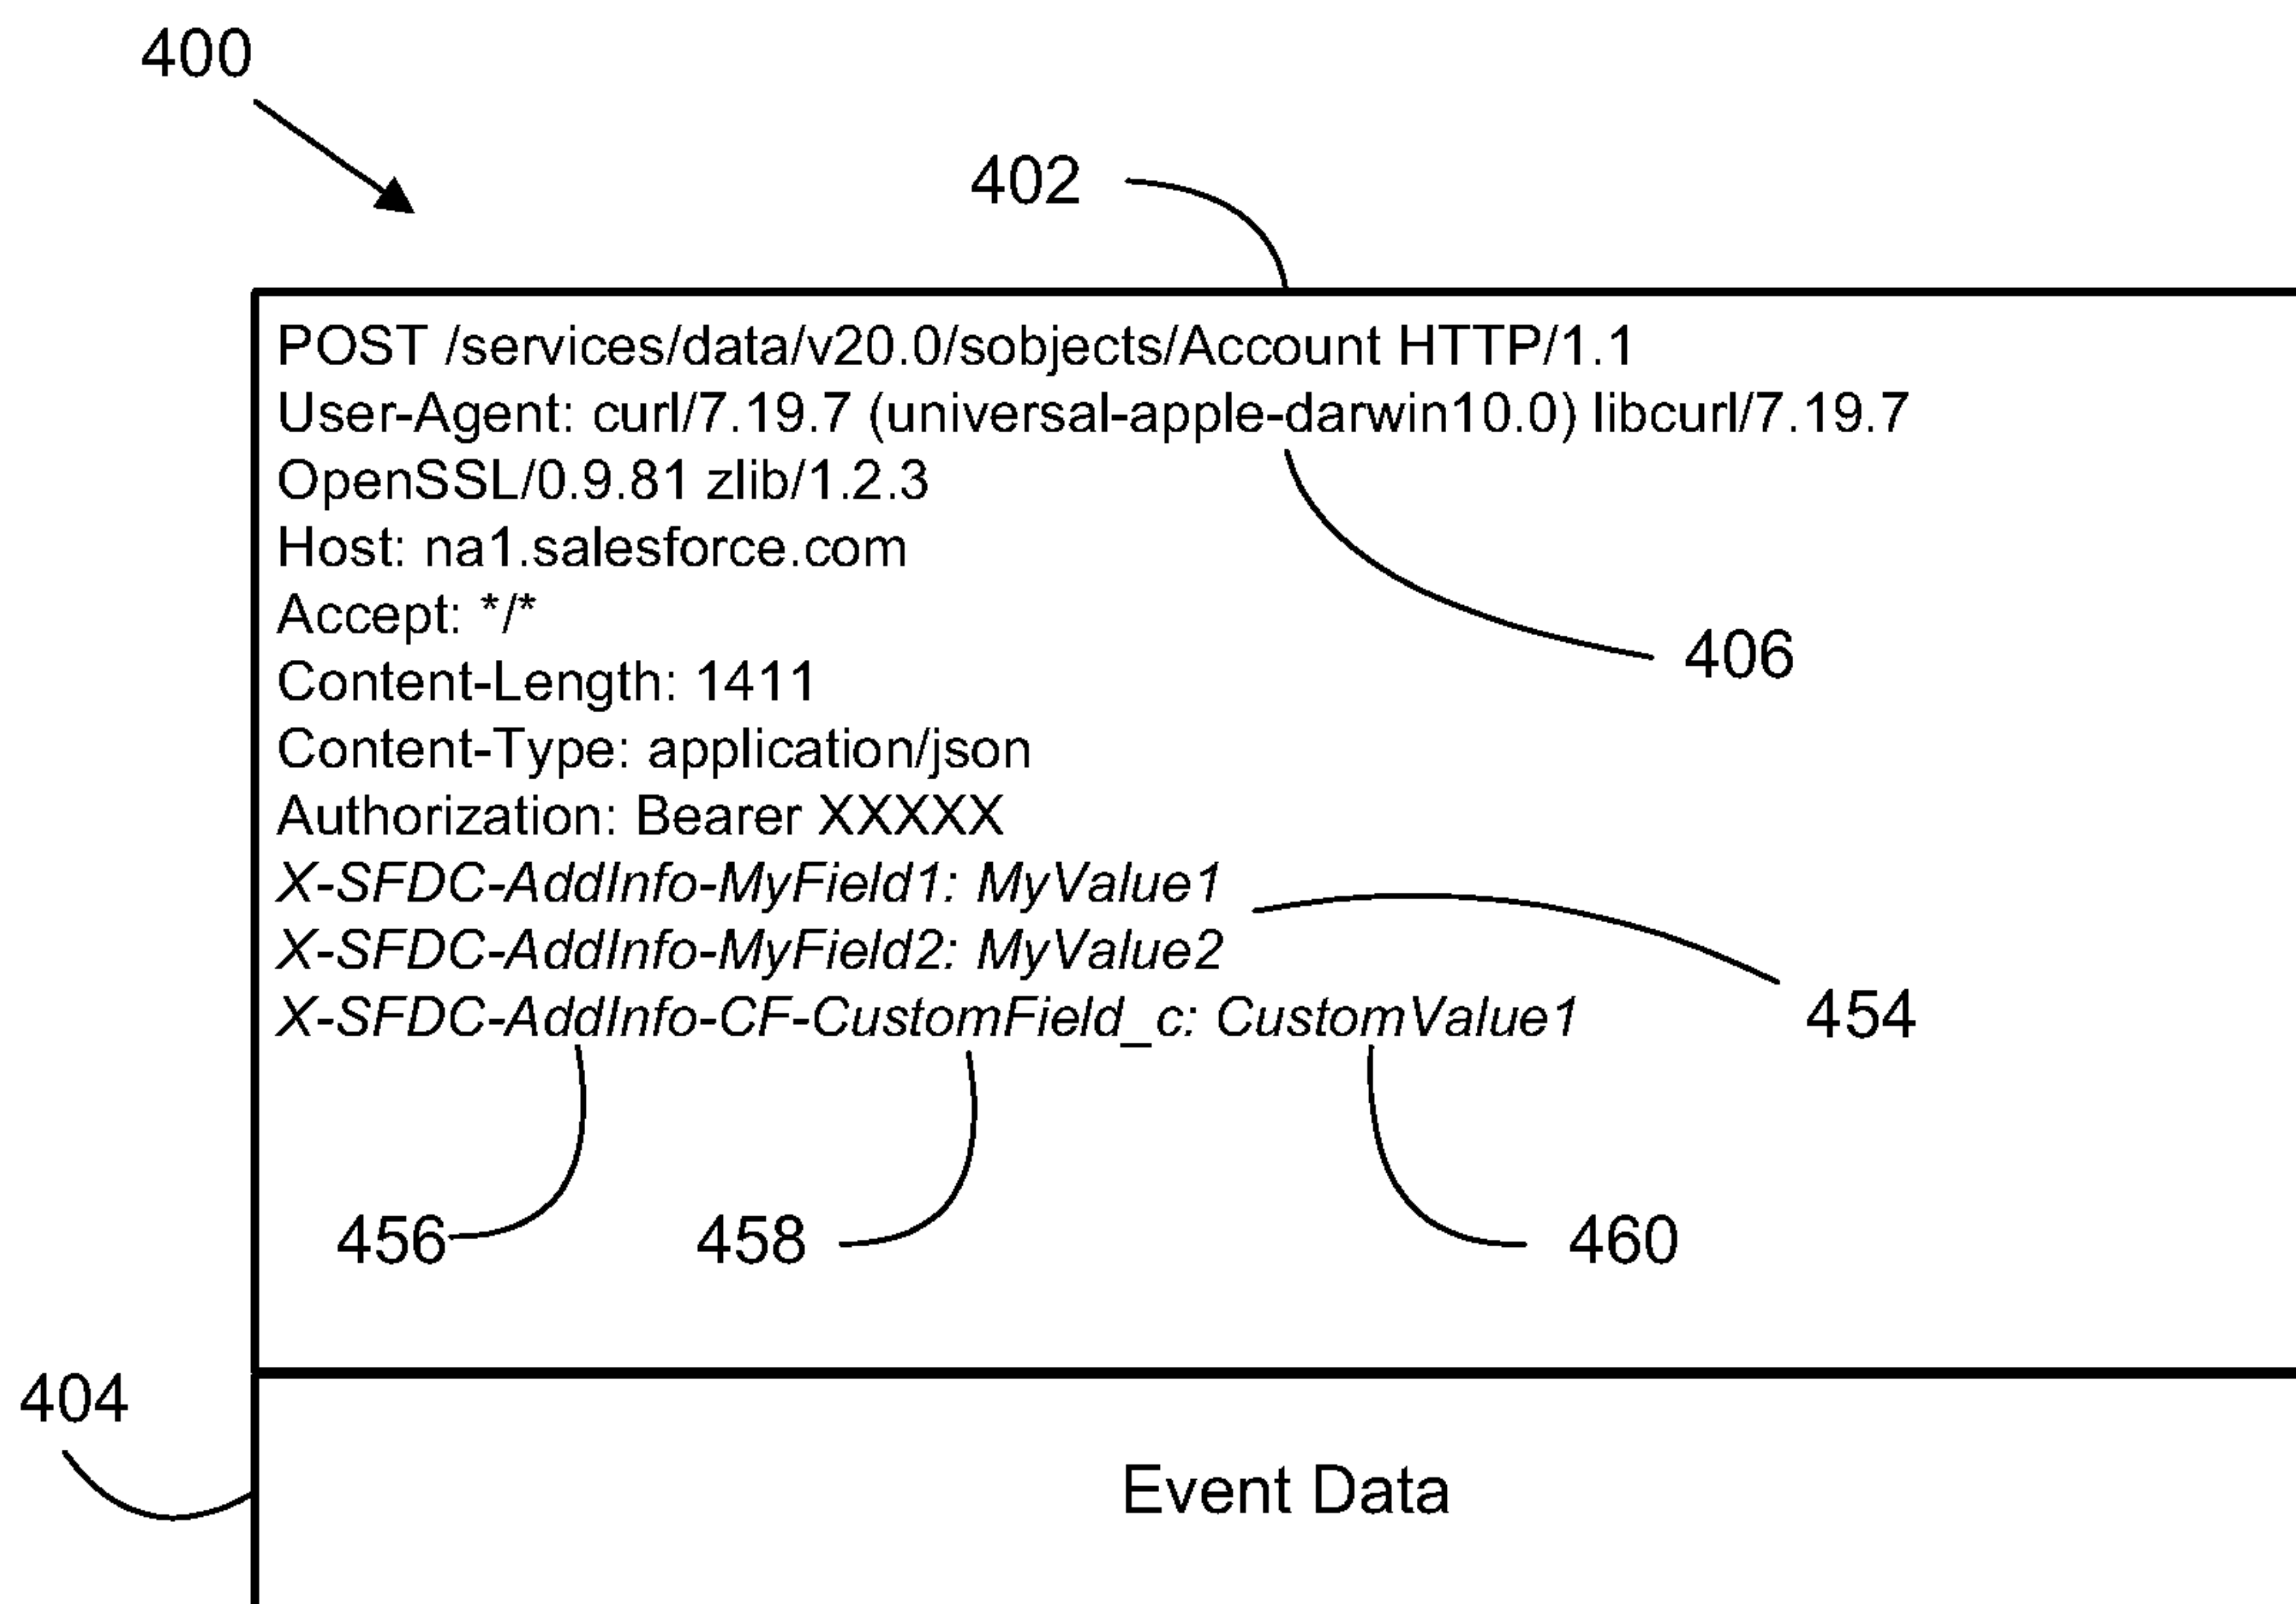 400
402
POST /services/data/v20.0/sobjects/Account HTTP/1.1
User-Agent: curl/7.19.7 (universal-apple-darwin10.0) libcurl/7.19.7
OpenSSL/0.9.81 zlib/1.2.3
Host: na1.salesforce.com
Accept: */*
406
Content-Length: 1411
Content-Type: application/json
Authorization: Bearer XXXXX
X-SFDC-AddInfo-MyField1: MyValue1
X-SFDC-AddInfo-MyField2: MyValue2
X-SFDC-AddInfo-CF-CustomField_c: CustomValue1
454
456 458 460
404
Event Data